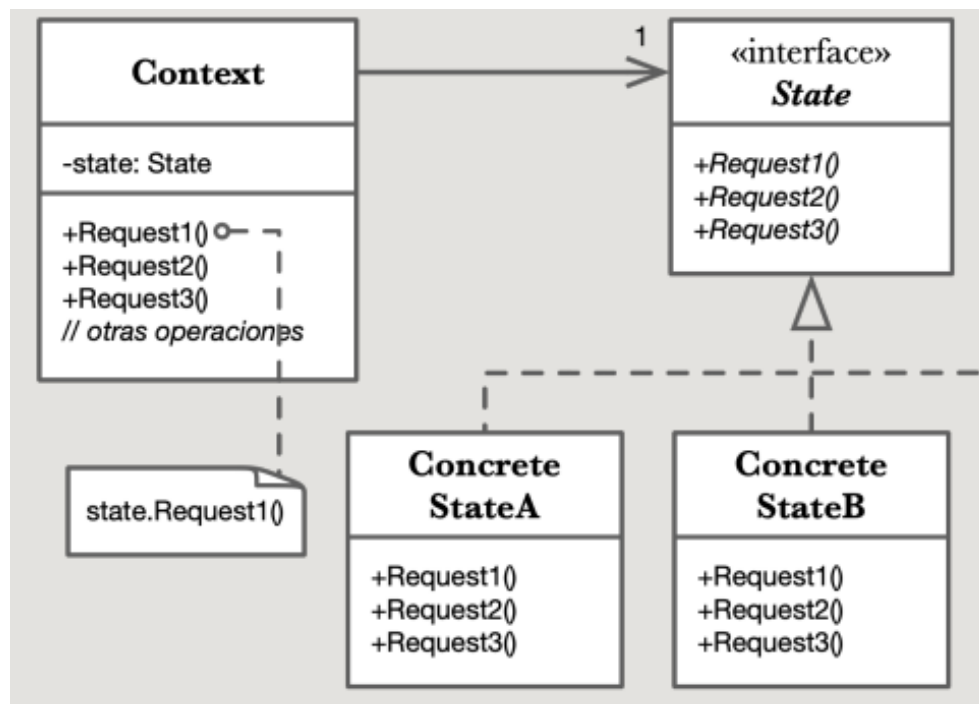 Context
-state: State
+Request1()
+Request2()
+Request3()
// otras operaciones
state.Request1()
1
«interface»
State
+Request1()
+Request2()
+Request3()
Concrete
StateA
+Request1()
+Request2()
+Request3()
Concrete
StateB
+Request1()
+Request2()
+Request3()